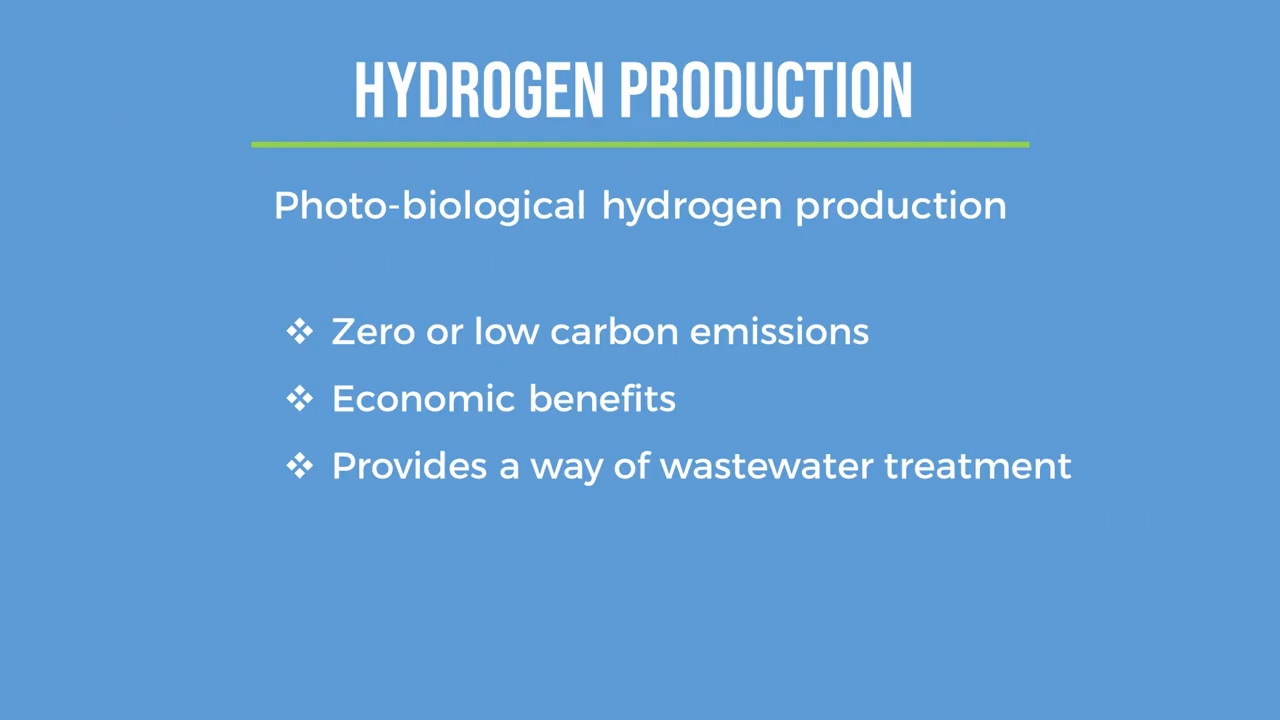 HYDROGEN PRODUCTION
Photo-biological hydrogen production
❖ Zero or low carbon emissions
❖ Economic benefits
❖ Provides a way of wastewater treatment